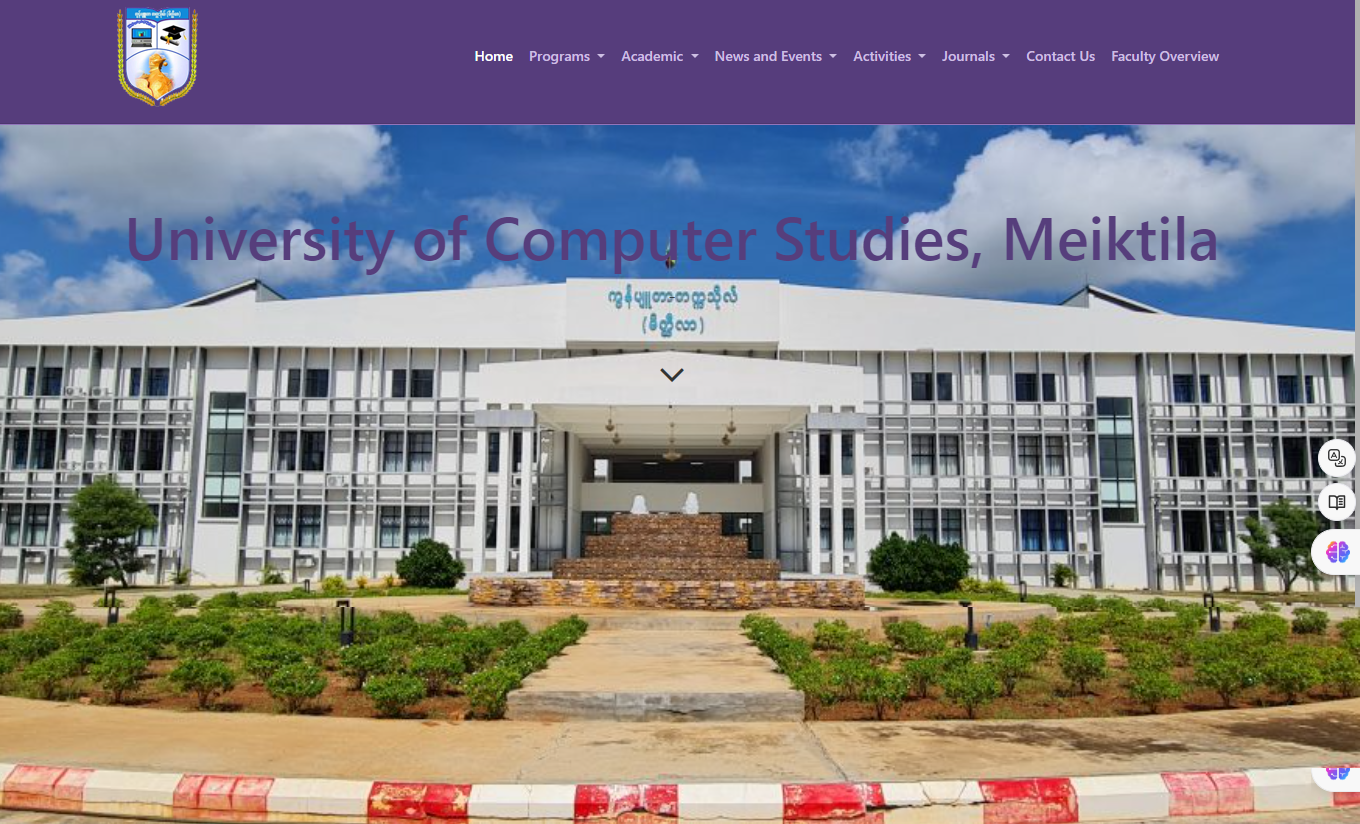 Home Programs Academic News and Events Activities Journals Contact Us Faculty Overview
University of Computer Studies, Meiktila
ကွန်ပျူတာတက္ကသိုလ်
(မိတ္ထီလာ)